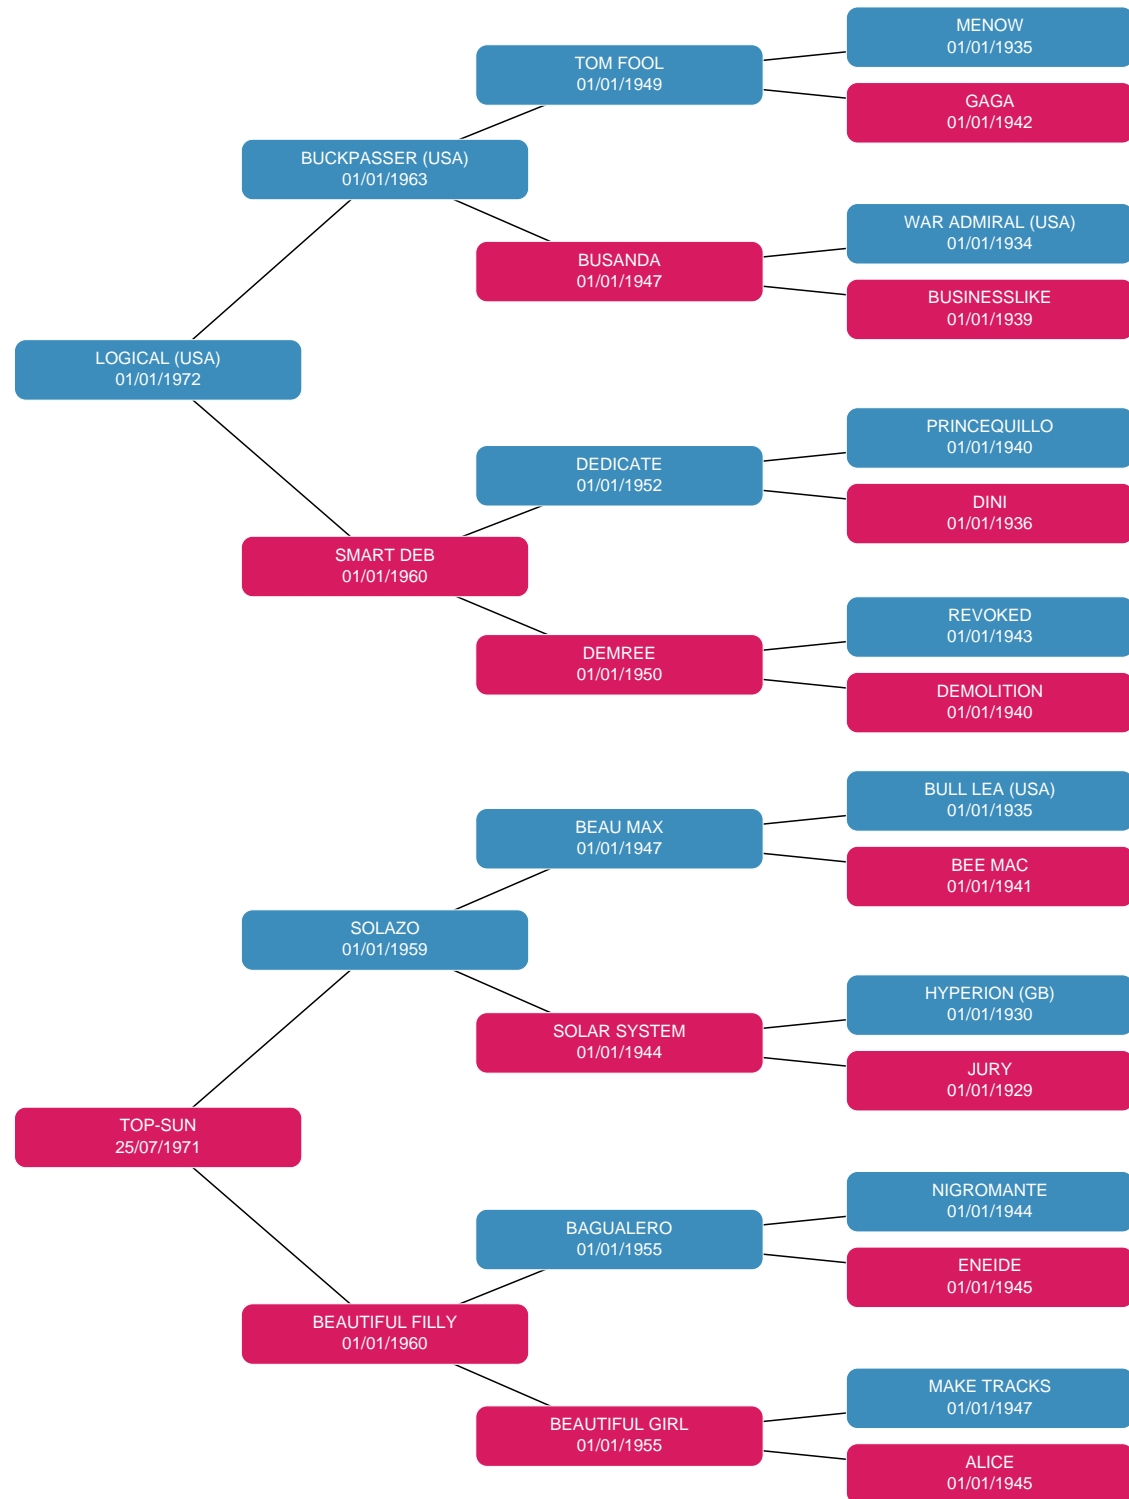 MENOW
01/01/1935
TOM FOOL
01/01/1949
GAGA
01/01/1942
BUCKPASSER (USA)
01/01/1963
WAR ADMIRAL (USA)
01/01/1934
BUSANDA
01/01/1947
BUSINESSLIKE
01/01/1939
LOGICAL (USA)
01/01/1972
PRINCEQUILLO
01/01/1940
DEDICATE
01/01/1952
DINI
01/01/1936
SMART DEB
01/01/1960
REVOKED
01/01/1943
DEMREE
01/01/1950
DEMOLITION
01/01/1940
BULL LEA (USA)
01/01/1935
BEAU MAX
01/01/1947
BEE MAC
01/01/1941
SOLAZO
01/01/1959
HYPERION (GB)
01/01/1930
SOLAR SYSTEM
01/01/1944
JURY
01/01/1929
TOP-SUN
25/07/1971
NIGROMANTE
01/01/1944
BAGUALERO
01/01/1955
ENEIDE
01/01/1945
BEAUTIFUL FILLY
01/01/1960
MAKE TRACKS
01/01/1947
BEAUTIFUL GIRL
01/01/1955
ALICE
01/01/1945